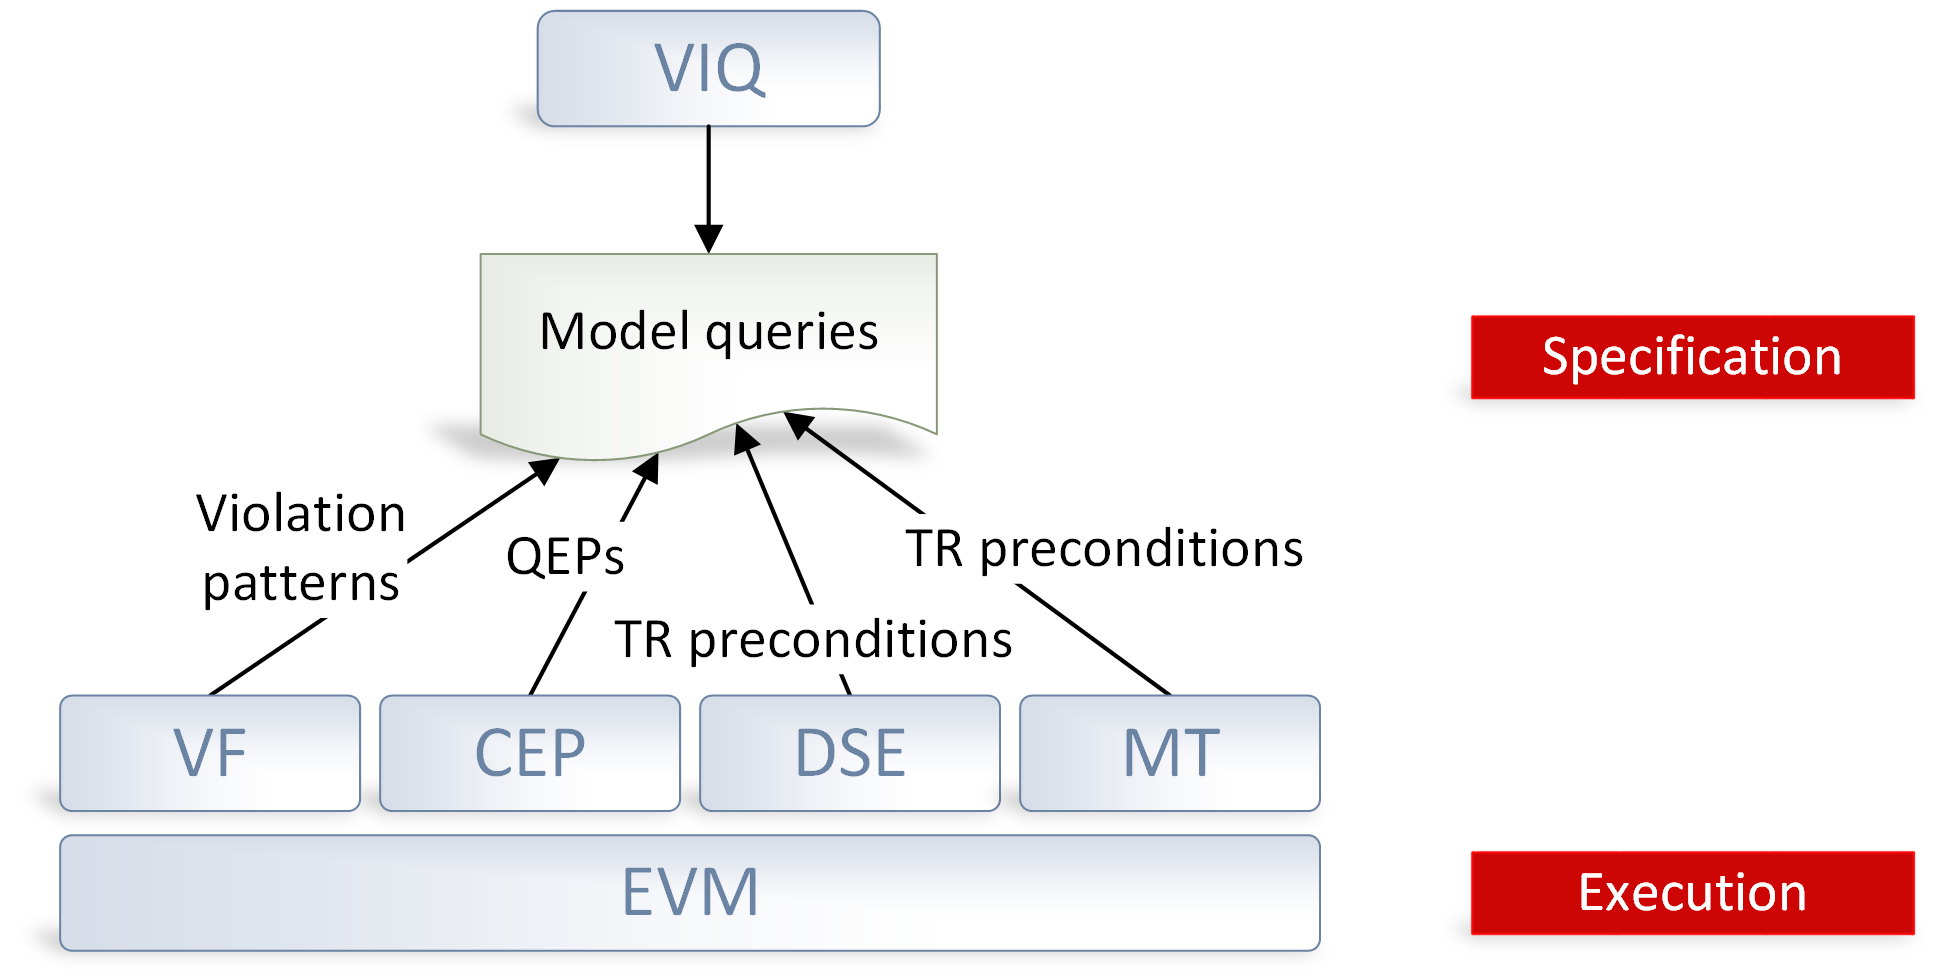 VIQ
Model queries
Specification
Violation
patterns
QEPs
TR preconditions
TR preconditions
VF
CEP
DSE
MT
EVM
Execution